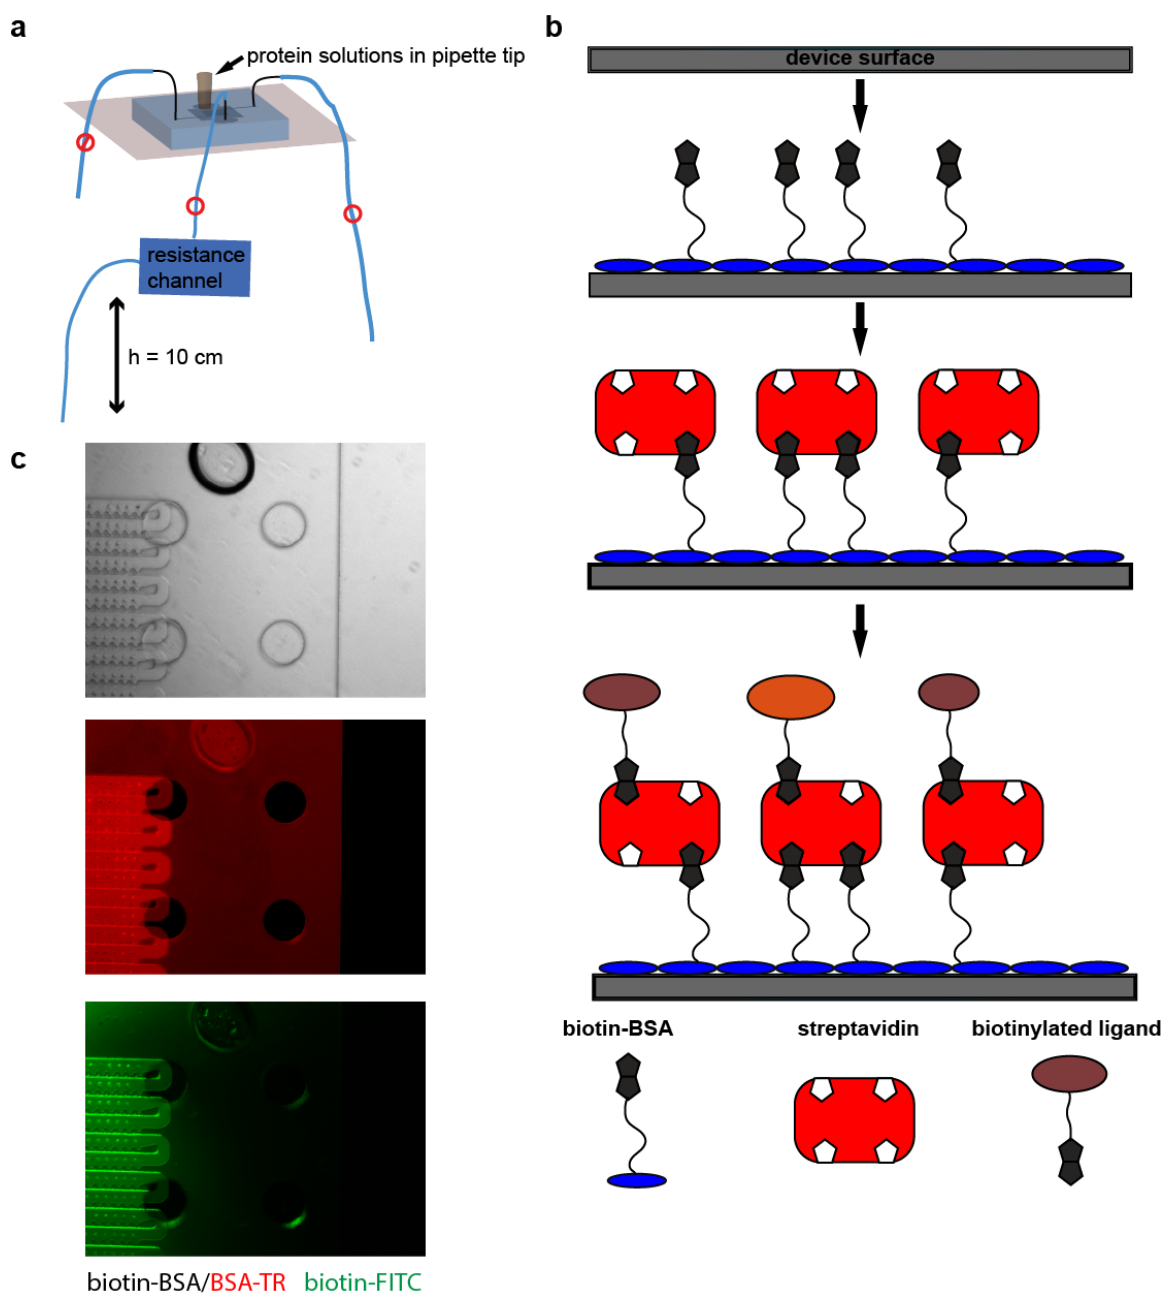 a
protein solutions in pipette tip
resistance
channel
h = 10 cm
b
device surface
biotin-BSA
streptavidin
biotinylated ligand
c
biotin-BSA/BSA-TR biotin-FITC